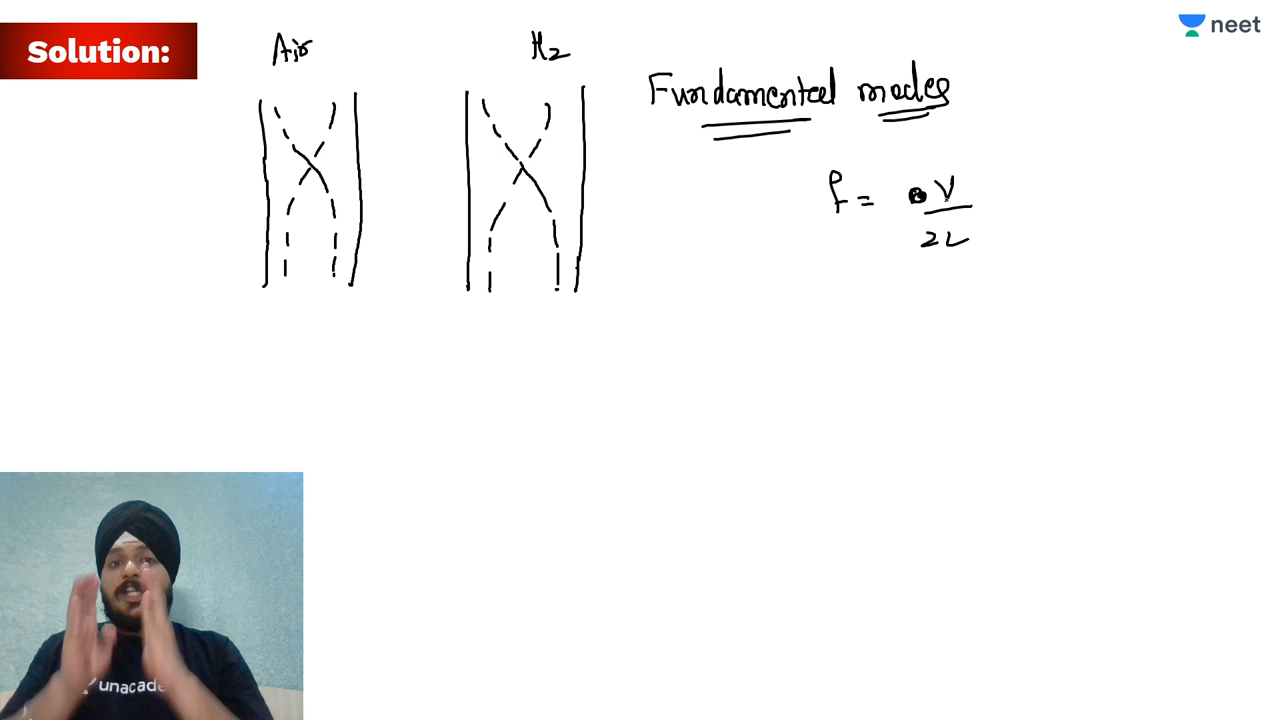 Solution:
Air
H2
neet
Fundamental modes
f = V
2L
unacade